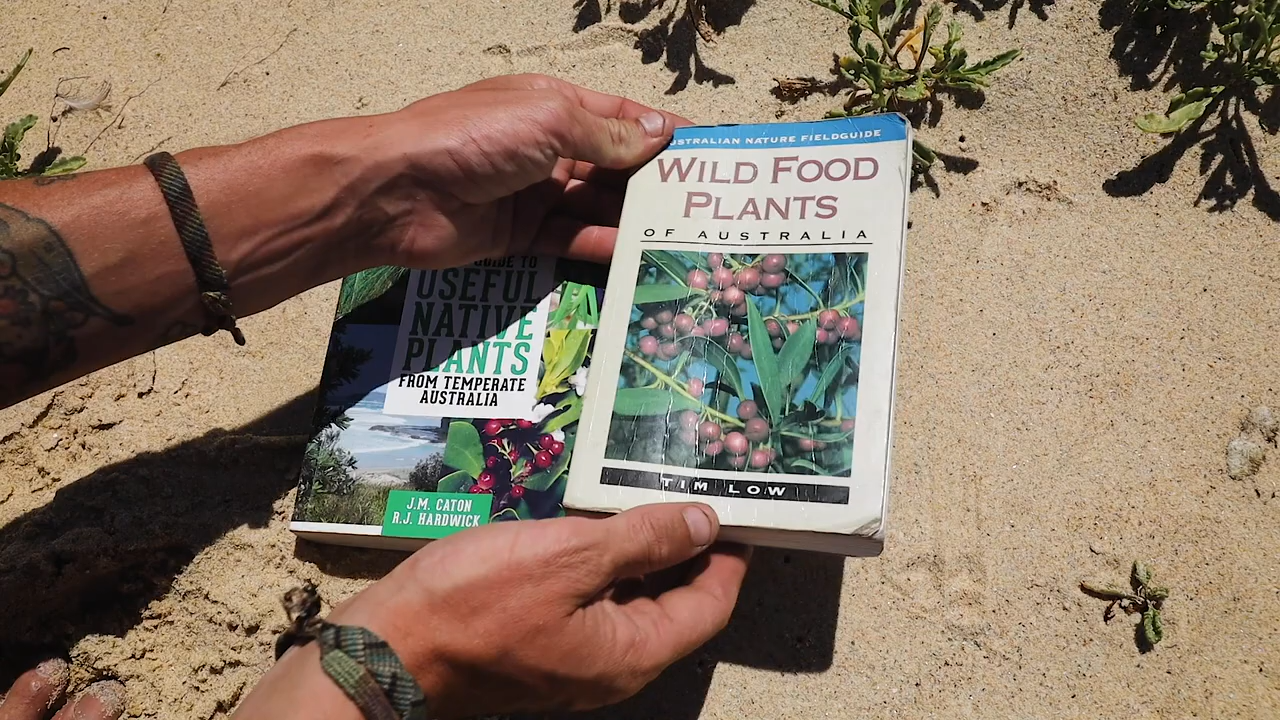 GUIDE TO
USEFUL
NATIVE
PLANTS
FROM TEMPERATE
AUSTRALIA
J.M. CATON
R.J. HARDWICK
AUSTRALIAN NATURE FIELDGUIDE
WILD FOOD
PLANTS
OF AUSTRALIA
TIM LOW